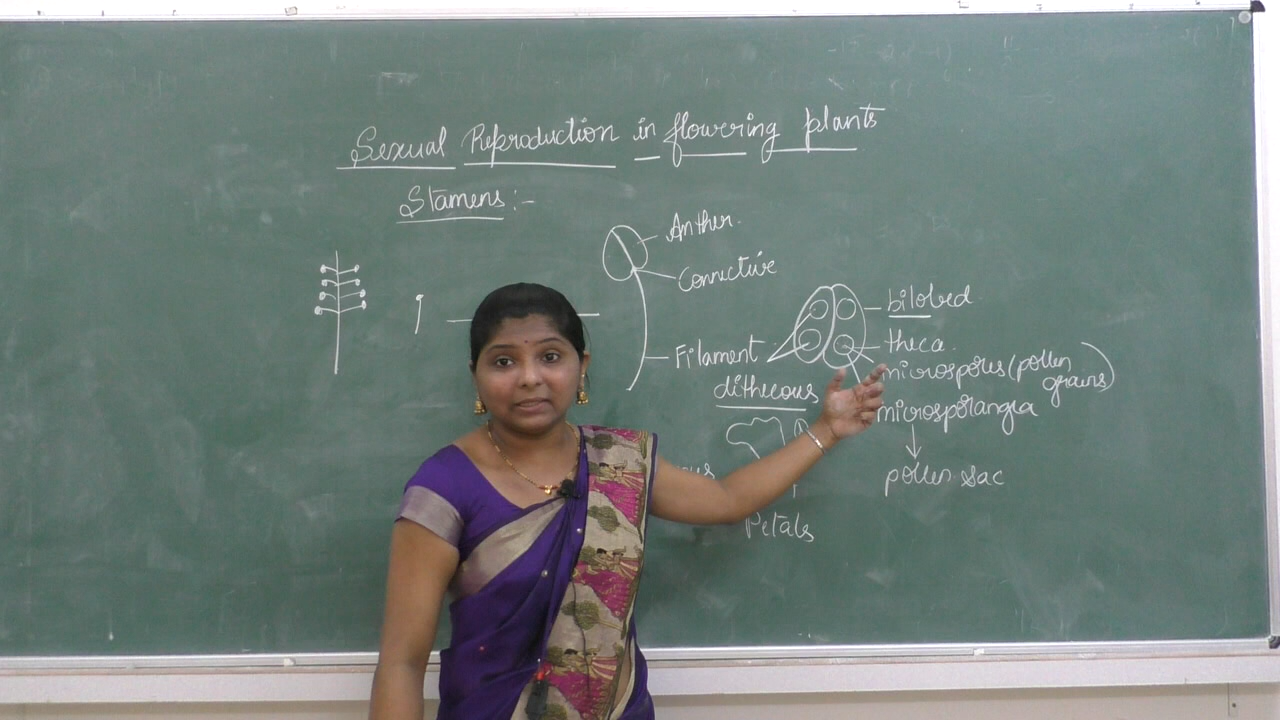 Sexual Reproduction in flowering plants
Stamens :-
Anther.
Connective
Filament
bilobed
theca.
microspores (pollen grains)
dithecous
microsporangia
↓
pollen sac
Petals